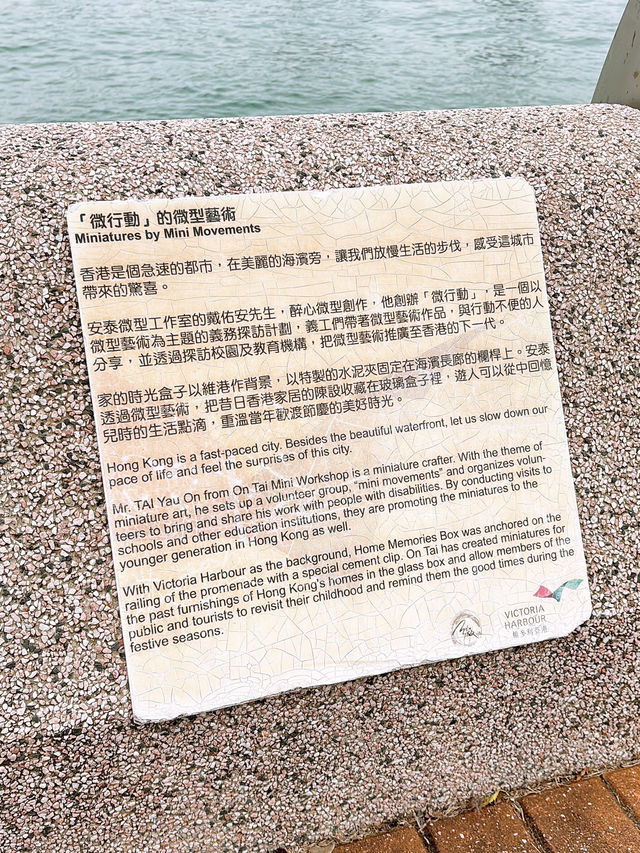 「微行動」的微型藝術
Miniatures by Mini Movements
香港是個急速的都市，在美麗的海濱旁，讓我們放慢生活的步伐，感受這城市
帶來的驚喜。
安泰微型工作室的戴佑安先生，醉心微型創作，他創辦「微行動」，是一個以
微型藝術為主題的義務探訪計劃，義工們帶著微型藝術作品，與行動不便的人
分享，並透過探訪校園及教育機構，把微型藝術推廣至香港的下一代。
家的時光盒子以維港作背景，以特製的水泥夾固定在海濱長廊的欄桿上。安泰
透過微型藝術，把昔日香港家居的陳設收藏在玻璃盒子裡，遊人可以從中回憶
兒時的生活點滴，重溫當年歡渡節慶的美好時光。
Hong Kong is a fast-paced city. Besides the beautiful waterfront, let us slow down our
pace of life and feel the surprises of this city.
Mr. TAI Yau On from On Tai Mini Workshop is a miniature crafter. With the theme of
miniature art, he sets up a volunteer group, "mini movements" and organizes volun-
teers to bring and share his work with people with disabilities. By conducting visits to
schools and other education institutions, they are promoting the miniatures to the
younger generation in Hong Kong as well.
With Victoria Harbour as the background, Home Memories Box was anchored on the
railing of the promenade with a special cement clip. On Tai has created miniatures for
the past furnishings of Hong Kong's homes in the glass box and allow members of the
public and tourists to revisit their childhood and remind them the good times during the
festive seasons.
VICTORIA
HARBOUR
維多利亞港